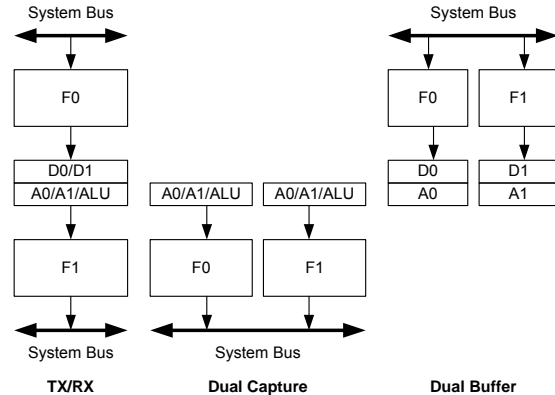 System Bus
System Bus
F0
F0
F1
D0/D1
A0/A1/ALU
A0/A1/ALU
A0/A1/ALU
D0
A0
D1
A1
F1
F0
F1
System Bus
System Bus
TX/RX
Dual Capture
Dual Buffer